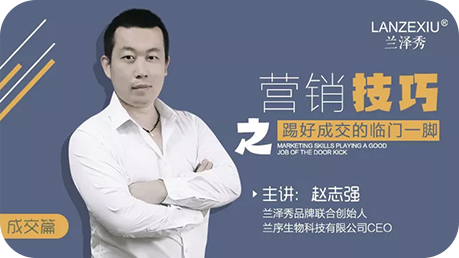 LANZEXIU®
兰泽秀
营销技巧
之 踢好成交的临门一脚
MARKETING SKILLS PLAYING A GOOD
JOB OF THE DOOR KICK
主讲：赵志强
兰泽秀品牌联合创始人
兰序生物科技有限公司CEO
成交篇